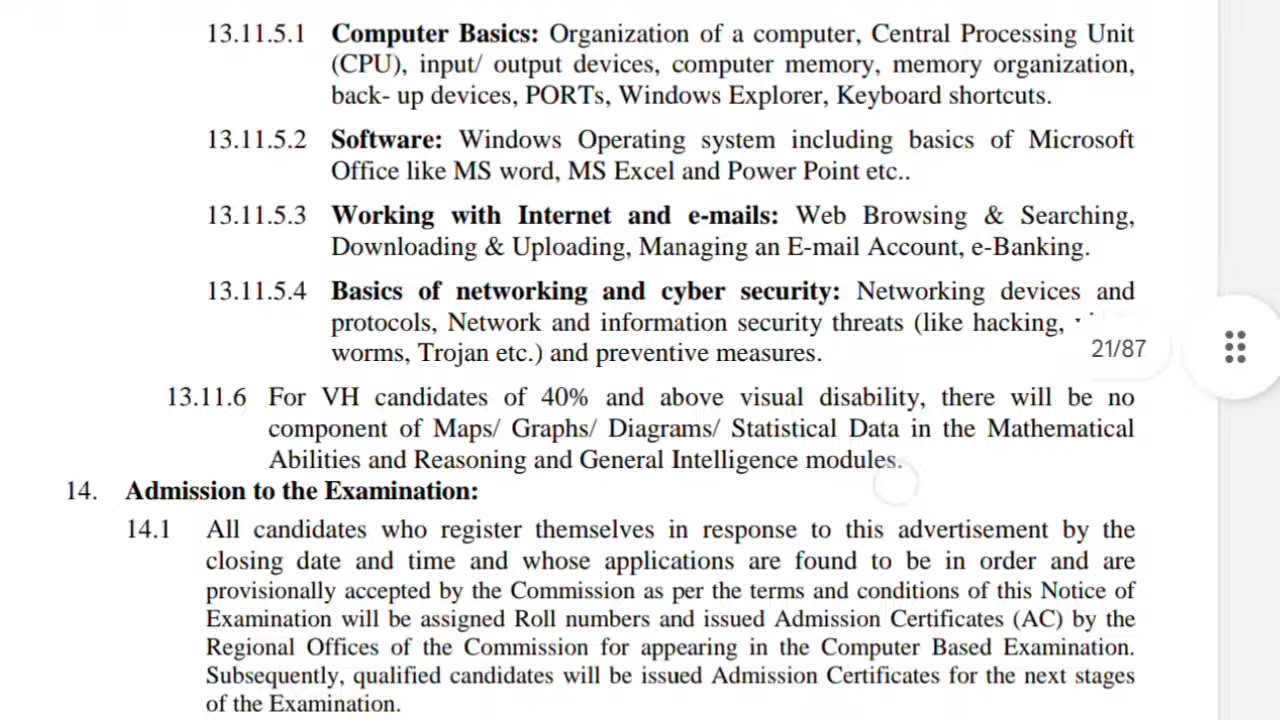 13.11.5.1 Computer Basics: Organization of a computer, Central Processing Unit
(CPU), input/ output devices, computer memory, memory organization,
back- up devices, PORTs, Windows Explorer, Keyboard shortcuts.
13.11.5.2 Software: Windows Operating system including basics of Microsoft
Office like MS word, MS Excel and Power Point etc..
13.11.5.3 Working with Internet and e-mails: Web Browsing & Searching,
Downloading & Uploading, Managing an E-mail Account, e-Banking.
13.11.5.4 Basics of networking and cyber security: Networking devices and
protocols, Network and information security threats (like hacking,
worms, Trojan etc.) and preventive measures.
21/87
13.11.6 For VH candidates of 40% and above visual disability, there will be no
component of Maps/ Graphs/ Diagrams/ Statistical Data in the Mathematical
Abilities and Reasoning and General Intelligence modules.
14. Admission to the Examination:
14.1 All candidates who register themselves in response to this advertisement by the
closing date and time and whose applications are found to be in order and are
provisionally accepted by the Commission as per the terms and conditions of this Notice of
Examination will be assigned Roll numbers and issued Admission Certificates (AC) by the
Regional Offices of the Commission for appearing in the Computer Based Examination.
Subsequently, qualified candidates will be issued Admission Certificates for the next stages
of the Examination.